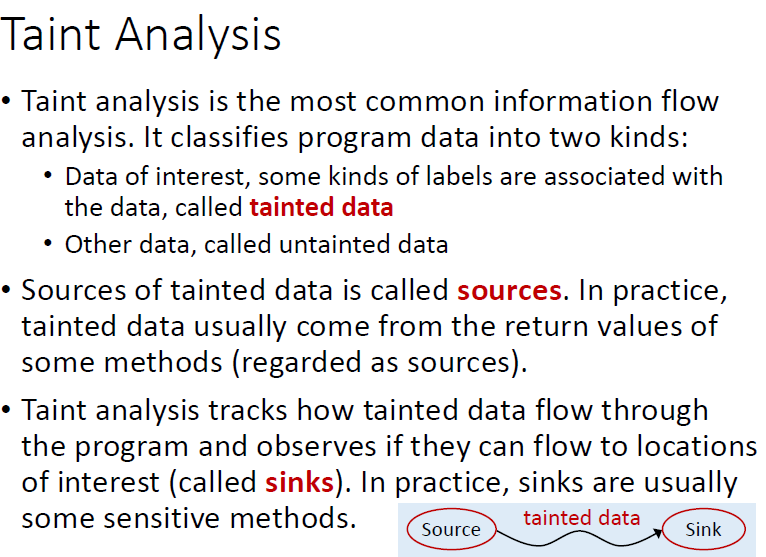 Taint Analysis
• Taint analysis is the most common information flow
analysis. It classifies program data into two kinds:
• Data of interest, some kinds of labels are associated with
the data, called tainted data
• Other data, called untainted data
• Sources of tainted data is called sources. In practice,
tainted data usually come from the return values of
some methods (regarded as sources).
• Taint analysis tracks how tainted data flow through
the program and observes if they can flow to locations
of interest (called sinks). In practice, sinks are usually
some sensitive methods.
Source
tainted data
Sink